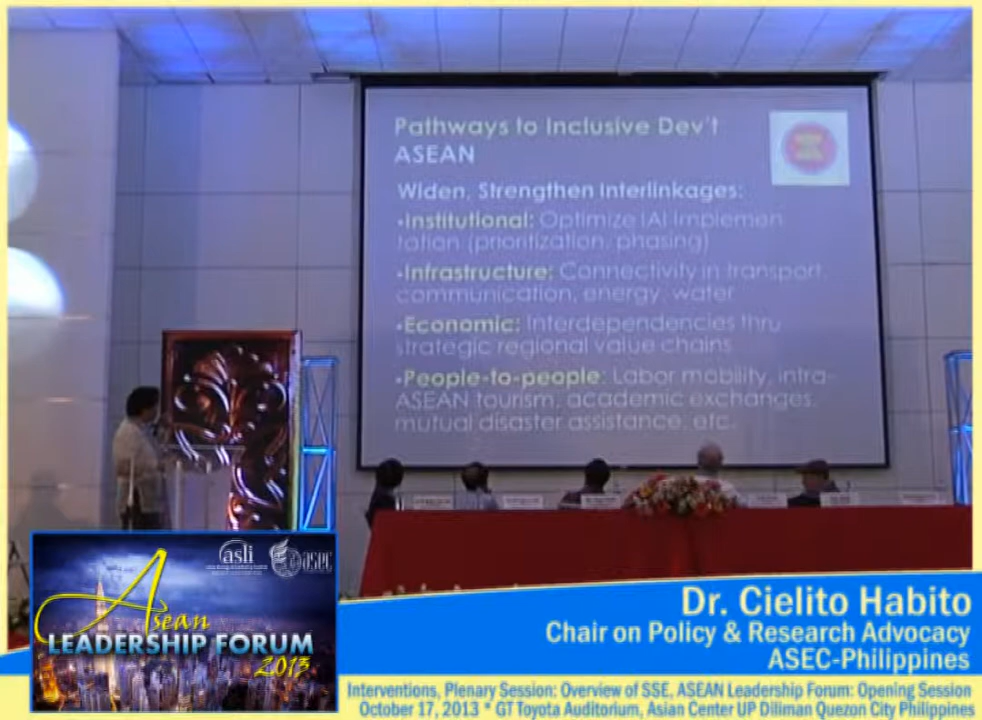 Pathways to Inclusive Dev't
ASEAN
Widen, Strengthen Interlinkages:
•Institutional: Optimize IAI Implemen
tation (prioritization, phasing)
•Infrastructure: Connectivity in transport,
communication, energy, water
•Economic: Interdependencies thru
strategic regional value chains
•People-to-people: Labor mobility, intra-
ASEAN tourism, academic exchanges,
mutual disaster assistance, etc.
asli
asec
Asean
LEADERSHIP FORUM
2013
Dr. Cielito Habito
Chair on Policy & Research Advocacy
ASEC-Philippines
Interventions, Plenary Session: Overview of SSE, ASEAN Leadership Forum: Opening Session
October 17, 2013 * GT Toyota Auditorium, Asian Center UP Diliman Quezon City Philippines